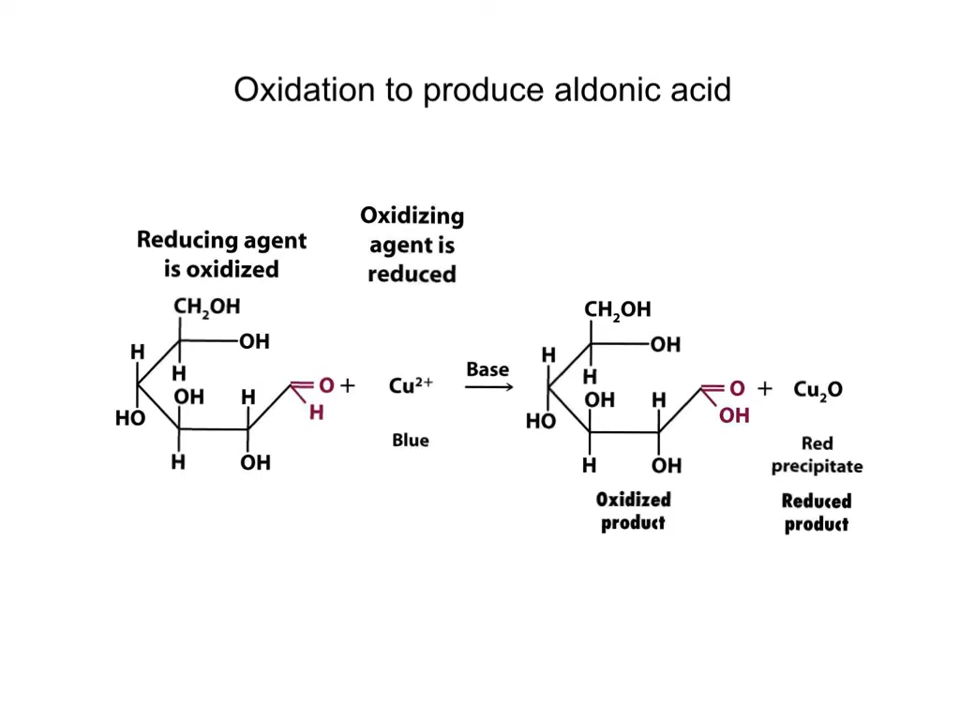 Oxidation to produce aldonic acid
Reducing agent
is oxidized
Oxidizing
agent is
reduced
CH₂OH
H
OH
H
OH
H
HO
H
OH
O
H
+
Cu²⁺
Blue
Base
CH₂OH
H
OH
H
OH
H
HO
H
OH
O
OH
+
Cu₂O
Red
precipitate
Oxidized
product
Reduced
product